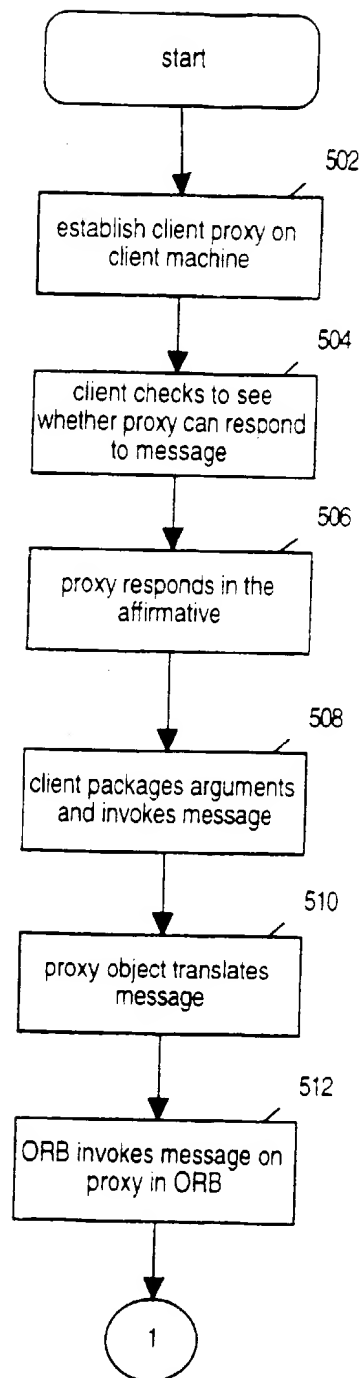 start
502
establish client proxy on
client machine
504
client checks to see
whether proxy can respond
to message
506
proxy responds in the
affirmative
508
client packages arguments
and invokes message
510
proxy object translates
message
512
ORB invokes message on
proxy in ORB
1